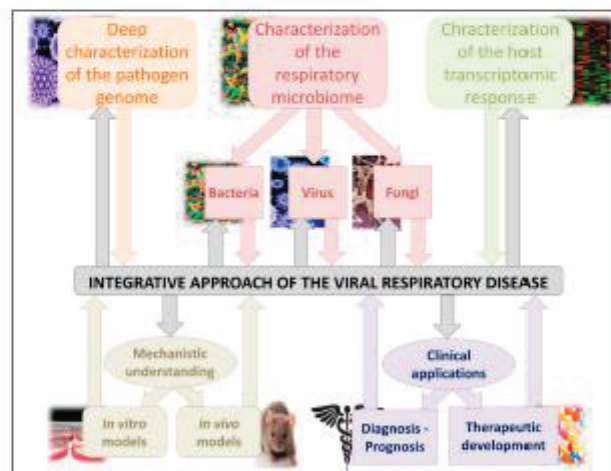 Deep
characterization
of the pathogen
genome
Characterization
of the
respiratory
microbiome
Chracterization
of the host
transcriptomic
response
Bacteria
Virus
Fungi
INTEGRATIVE APPROACH OF THE VIRAL RESPIRATORY DISEASE
Mechanistic
understanding
Clinical
applications
In vitro
models
In vivo
models
Diagnosis -
Prognosis
Therapeutic
development